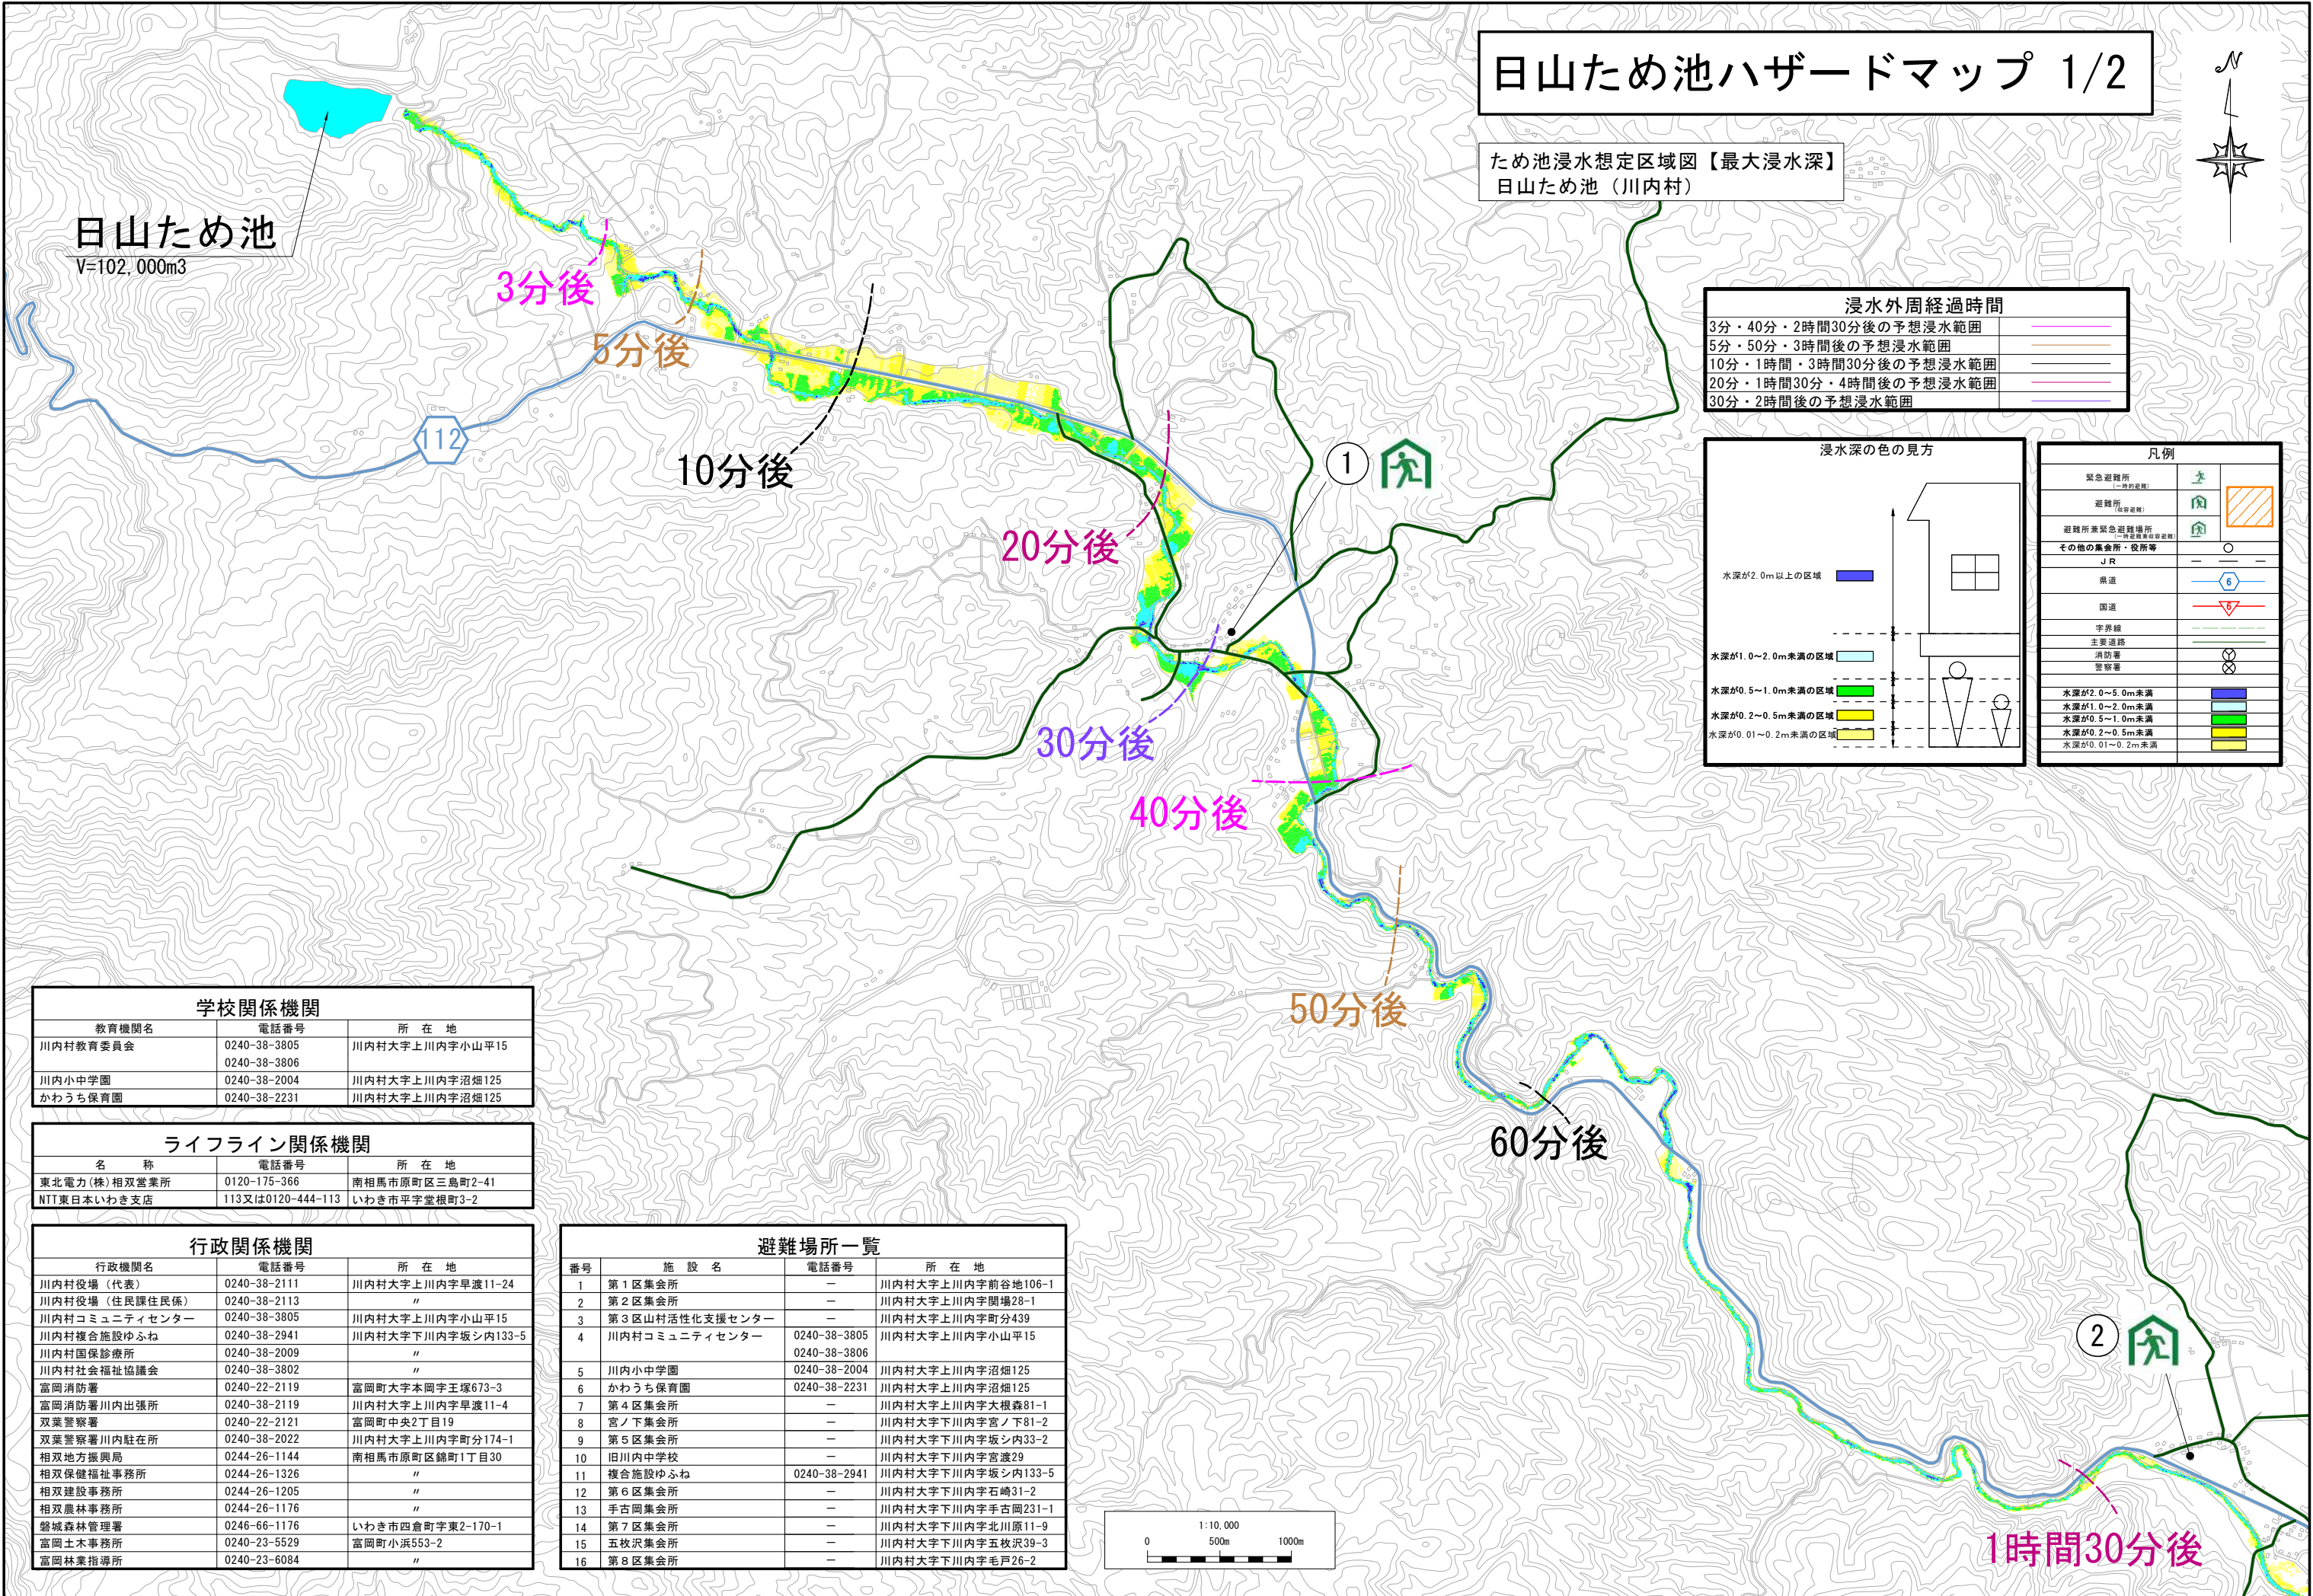 日山ため池ハザードマップ 1/2
ため池浸水想定区域図【最大浸水深】
日山ため池（川内村）
N
日山ため池
V=102,000m3
3分後
5分後
10分後
20分後
30分後
40分後
50分後
60分後
1時間30分後
112
1
2
浸水外周経過時間
3分・40分・2時間30分後の予想浸水範囲
5分・50分・3時間後の予想浸水範囲
10分・1時間・3時間30分後の予想浸水範囲
20分・1時間30分・4時間後の予想浸水範囲
30分・2時間後の予想浸水範囲
浸水深の色の見方
水深が2.0m以上の区域
水深が1.0～2.0m未満の区域
水深が0.5～1.0m未満の区域
水深が0.2～0.5m未満の区域
水深が0.01～0.2m未満の区域
凡例
緊急避難所
(一時的避難)
避難所
(収容避難)
避難所兼緊急避難場所
(一時避難兼収容避難)
その他の集会所・役所等
ＪＲ
県道 6
国道 6
字界線
主要道路
消防署
警察署
水深が2.0～5.0m未満
水深が1.0～2.0m未満
水深が0.5～1.0m未満
水深が0.2～0.5m未満
水深が0.01～0.2m未満
学校関係機関
教育機関名 電話番号 所在地
川内村教育委員会 0240-38-3805 川内村大字上川内字小山平15
0240-38-3806
川内小中学園 0240-38-2004 川内村大字上川内字沼畑125
かわうち保育園 0240-38-2231 川内村大字上川内字沼畑125
ライフライン関係機関
名称 電話番号 所在地
東北電力(株)相双営業所 0120-175-366 南相馬市原町区三島町2-41
NTT東日本いわき支店 113又は0120-444-113 いわき市平字堂根町3-2
行政関係機関
行政機関名 電話番号 所在地
川内村役場（代表） 0240-38-2111 川内村大字上川内字早渡11-24
川内村役場（住民課住民係） 0240-38-2113 〃
川内村コミュニティセンター 0240-38-3805 川内村大字上川内字小山平15
川内村複合施設ゆふね 0240-38-2941 川内村大字下川内字坂シ内133-5
川内村国保診療所 0240-38-2009 〃
川内村社会福祉協議会 0240-38-3802 〃
富岡消防署 0240-22-2119 富岡町大字本岡字王塚673-3
富岡消防署川内出張所 0240-38-2119 川内村大字上川内字早渡11-4
双葉警察署 0240-22-2121 富岡町中央2丁目19
双葉警察署川内駐在所 0240-38-2022 川内村大字上川内字町分174-1
相双地方振興局 0244-26-1144 南相馬市原町区錦町1丁目30
相双保健福祉事務所 0244-26-1326 〃
相双建設事務所 0244-26-1205 〃
相双農林事務所 0244-26-1176 〃
磐城森林管理署 0246-66-1176 いわき市四倉町字東2-170-1
富岡土木事務所 0240-23-5529 富岡町小浜553-2
富岡林業指導所 0240-23-6084 〃
避難場所一覧
番号 施設名 電話番号 所在地
1 第１区集会所 － 川内村大字上川内字前谷地106-1
2 第２区集会所 － 川内村大字上川内字関場28-1
3 第３区山村活性化支援センター － 川内村大字上川内字町分439
4 川内村コミュニティセンター 0240-38-3805 川内村大字上川内字小山平15
0240-38-3806
5 川内小中学園 0240-38-2004 川内村大字上川内字沼畑125
6 かわうち保育園 0240-38-2231 川内村大字上川内字沼畑125
7 第４区集会所 － 川内村大字上川内字大根森81-1
8 宮ノ下集会所 － 川内村大字下川内字宮ノ下81-2
9 第５区集会所 － 川内村大字下川内字坂シ内33-2
10 旧川内中学校 － 川内村大字下川内字宮渡29
11 複合施設ゆふね 0240-38-2941 川内村大字下川内字坂シ内133-5
12 第６区集会所 － 川内村大字下川内字石崎31-2
13 手古岡集会所 － 川内村大字下川内字手古岡231-1
14 第７区集会所 － 川内村大字下川内字北川原11-9
15 五枚沢集会所 － 川内村大字下川内字五枚沢39-3
16 第８区集会所 － 川内村大字下川内字毛戸26-2
1:10,000
0 500m 1000m